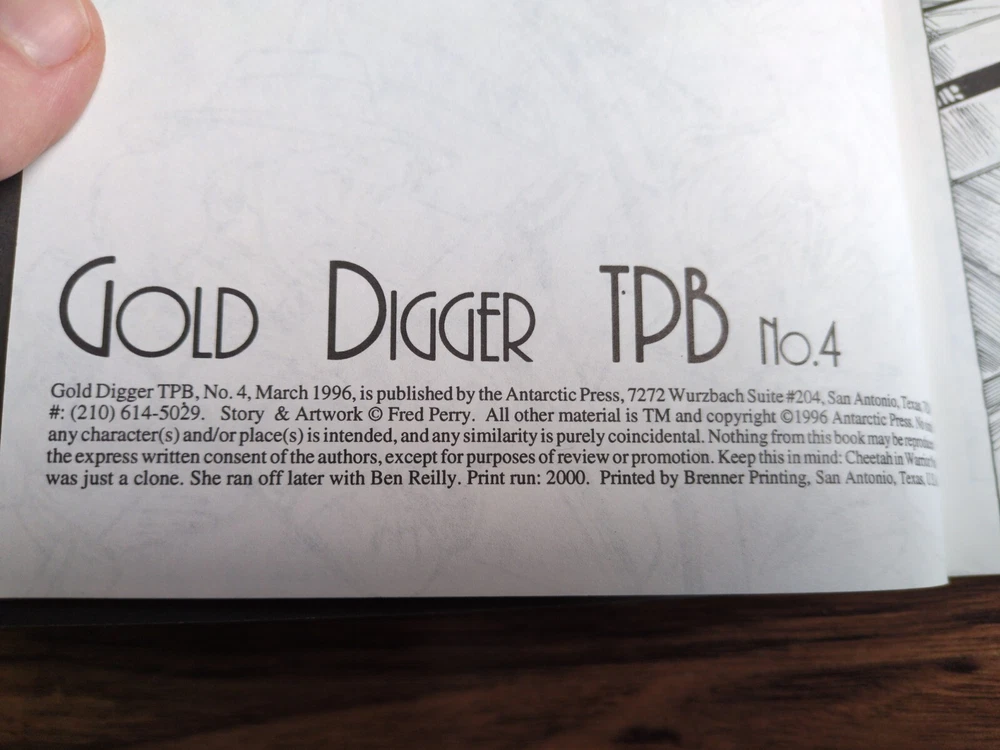 GOLD DIGGER TPB No.4
Gold Digger TPB, No. 4, March 1996, is published by the Antarctic Press, 7272 Wurzbach Suite #204, San Antonio, Texas
#: (210) 614-5029. Story & Artwork © Fred Perry. All other material is TM and copyright ©1996 Antarctic Press.
any character(s) and/or place(s) is intended, and any similarity is purely coincidental. Nothing from this book may be
the express written consent of the authors, except for purposes of review or promotion. Keep this in mind: Cheetah in
was just a clone. She ran off later with Ben Reilly. Print run: 2000. Printed by Brenner Printing, San Antonio, Texas,